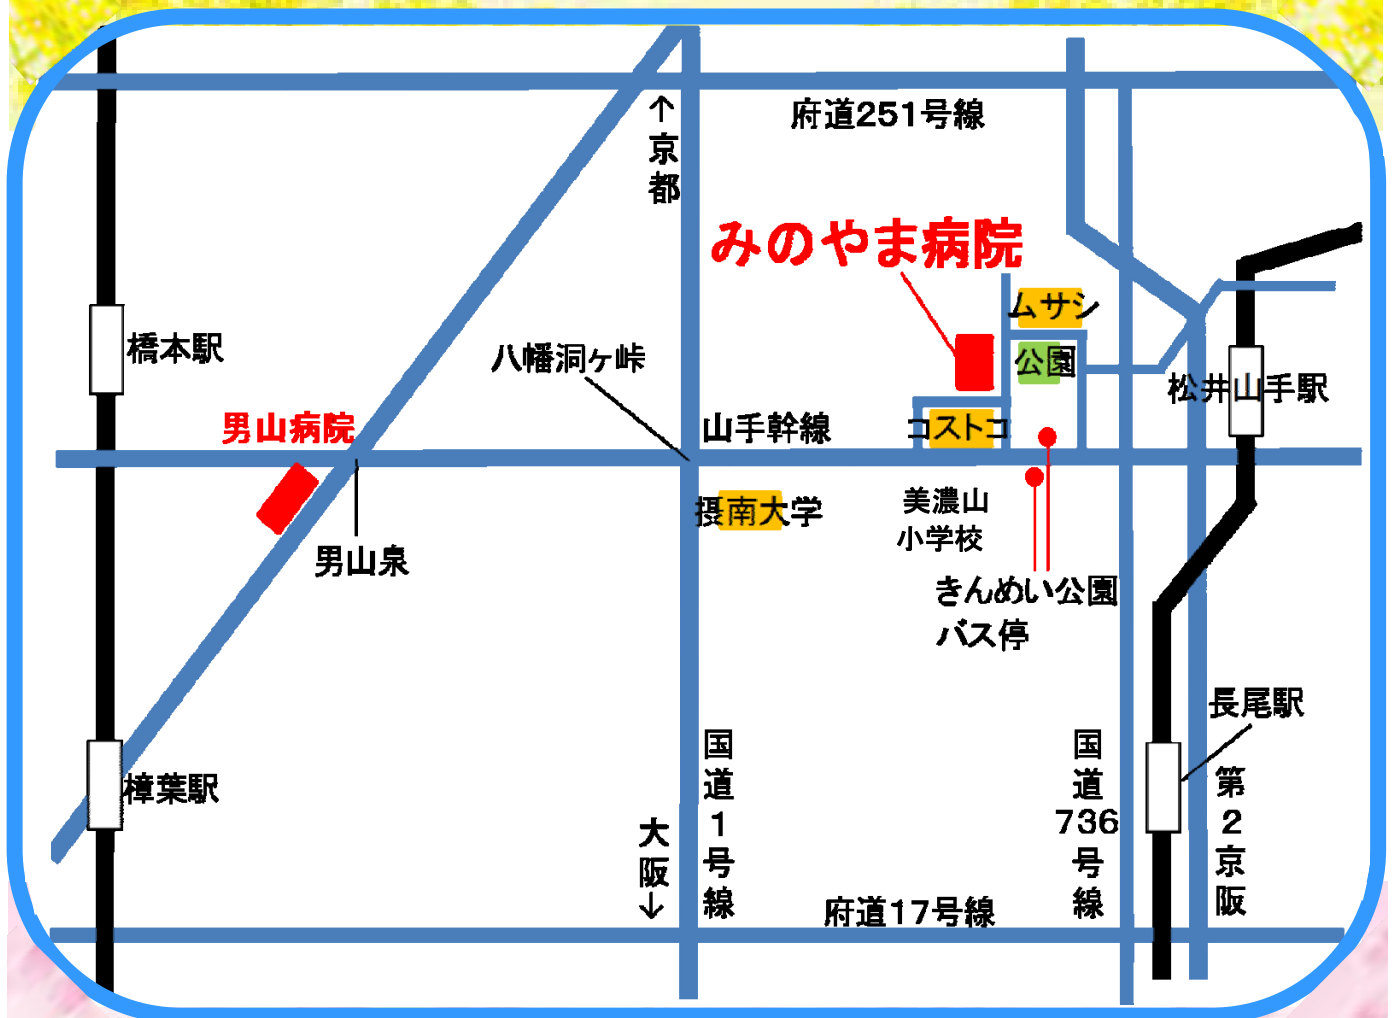 府道251号線
↑京都
みのやま病院
ムサシ
橋本駅
八幡洞ヶ峠
公園
松井山手駅
男山病院
山手幹線
コストコ
摂南大学
美濃山
小学校
男山泉
きんめい公園
バス停
長尾駅
樟葉駅
国道1号線
国道736号線
第2京阪
大阪↓
府道17号線